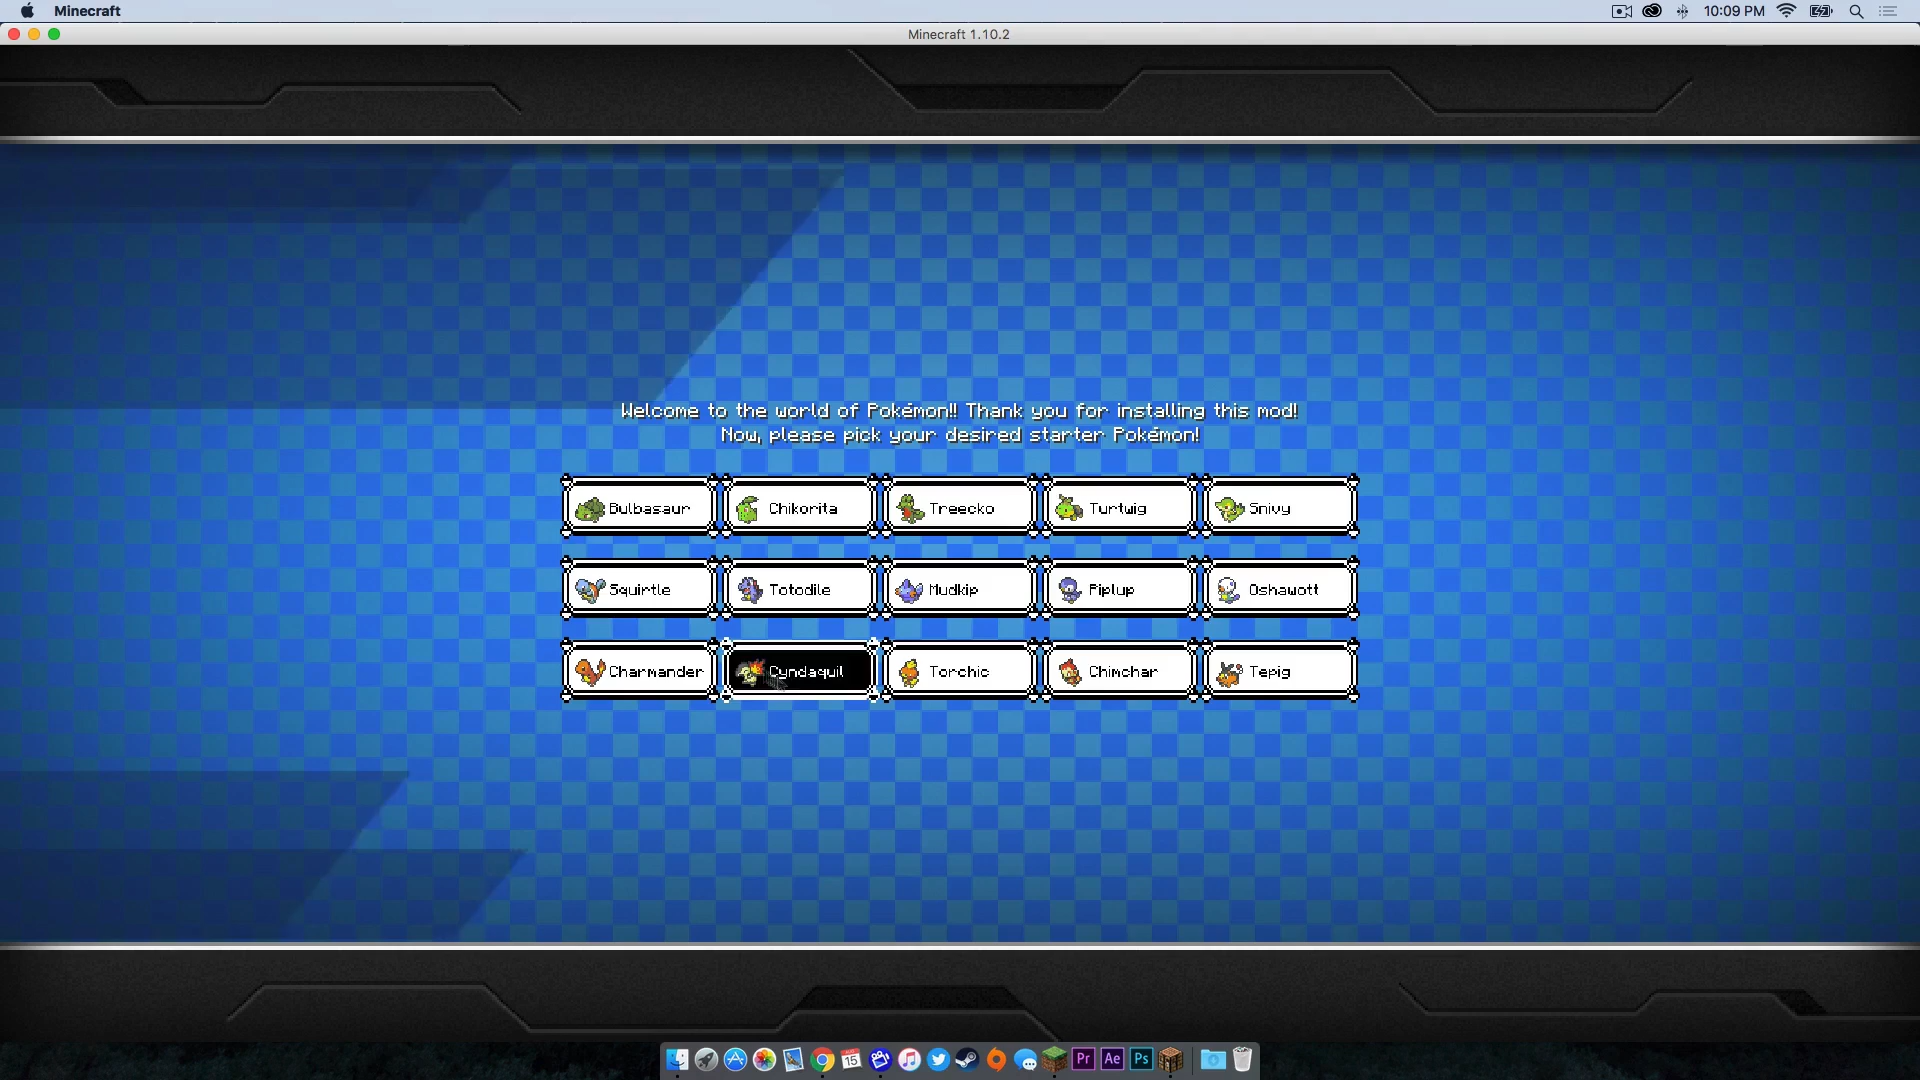 Minecraft
10:09 PM
Minecraft 1.10.2
Welcome to the world of Pokémon!! Thank you for installing this mod!
Now, please pick your desired starter Pokémon!
Bulbasaur Chikorita Treecko Turtwig Snivy
Squirtle Totodile Mudkip Piplup Oshawott
Charmander Cyndaquil Torchic Chimchar Tepig
15 Pr Ae Ps